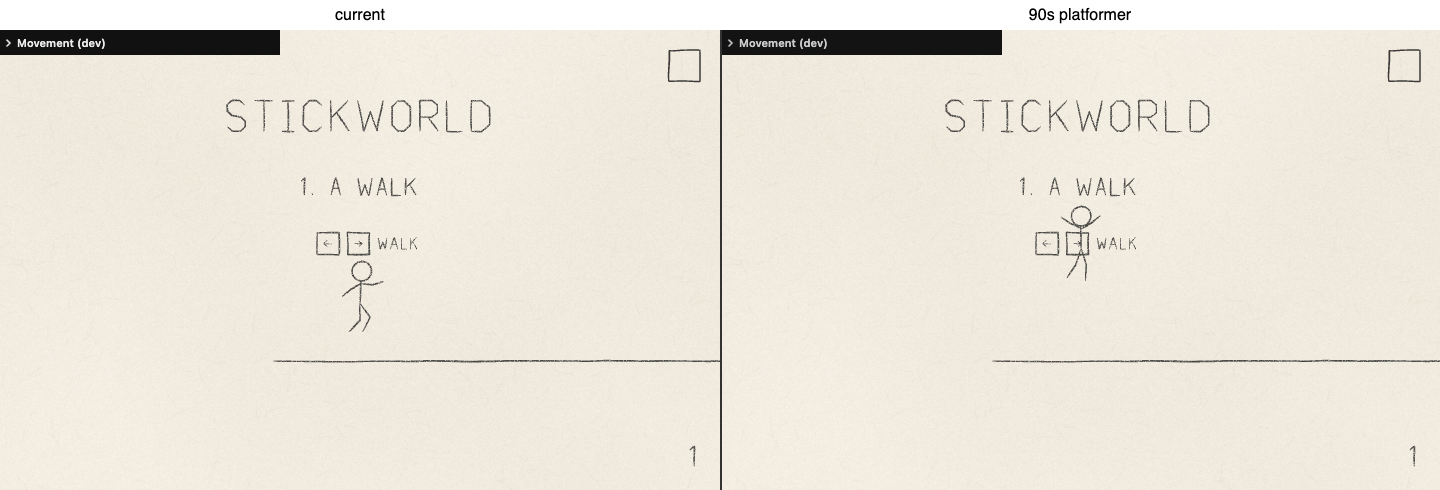 current
90s platformer
Movement (dev)
Movement (dev)
STICKWORLD
STICKWORLD
1. A WALK
1. A WALK
← → WALK
← → WALK
1
1